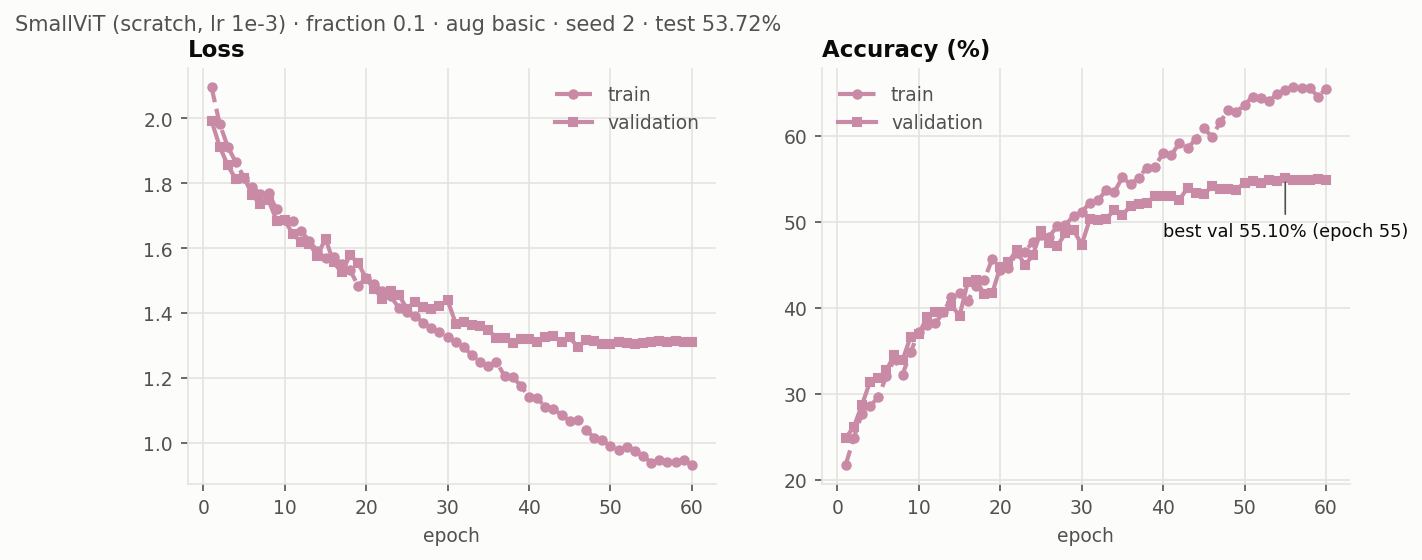 SmallViT (scratch, lr 1e-3) · fraction 0.1 · aug basic · seed 2 · test 53.72%
Loss
train
validation
2.0
1.8
1.6
1.4
1.2
1.0
0 10 20 30 40 50 60
epoch
Accuracy (%)
train
validation
60
50
40
30
20
best val 55.10% (epoch 55)
0 10 20 30 40 50 60
epoch